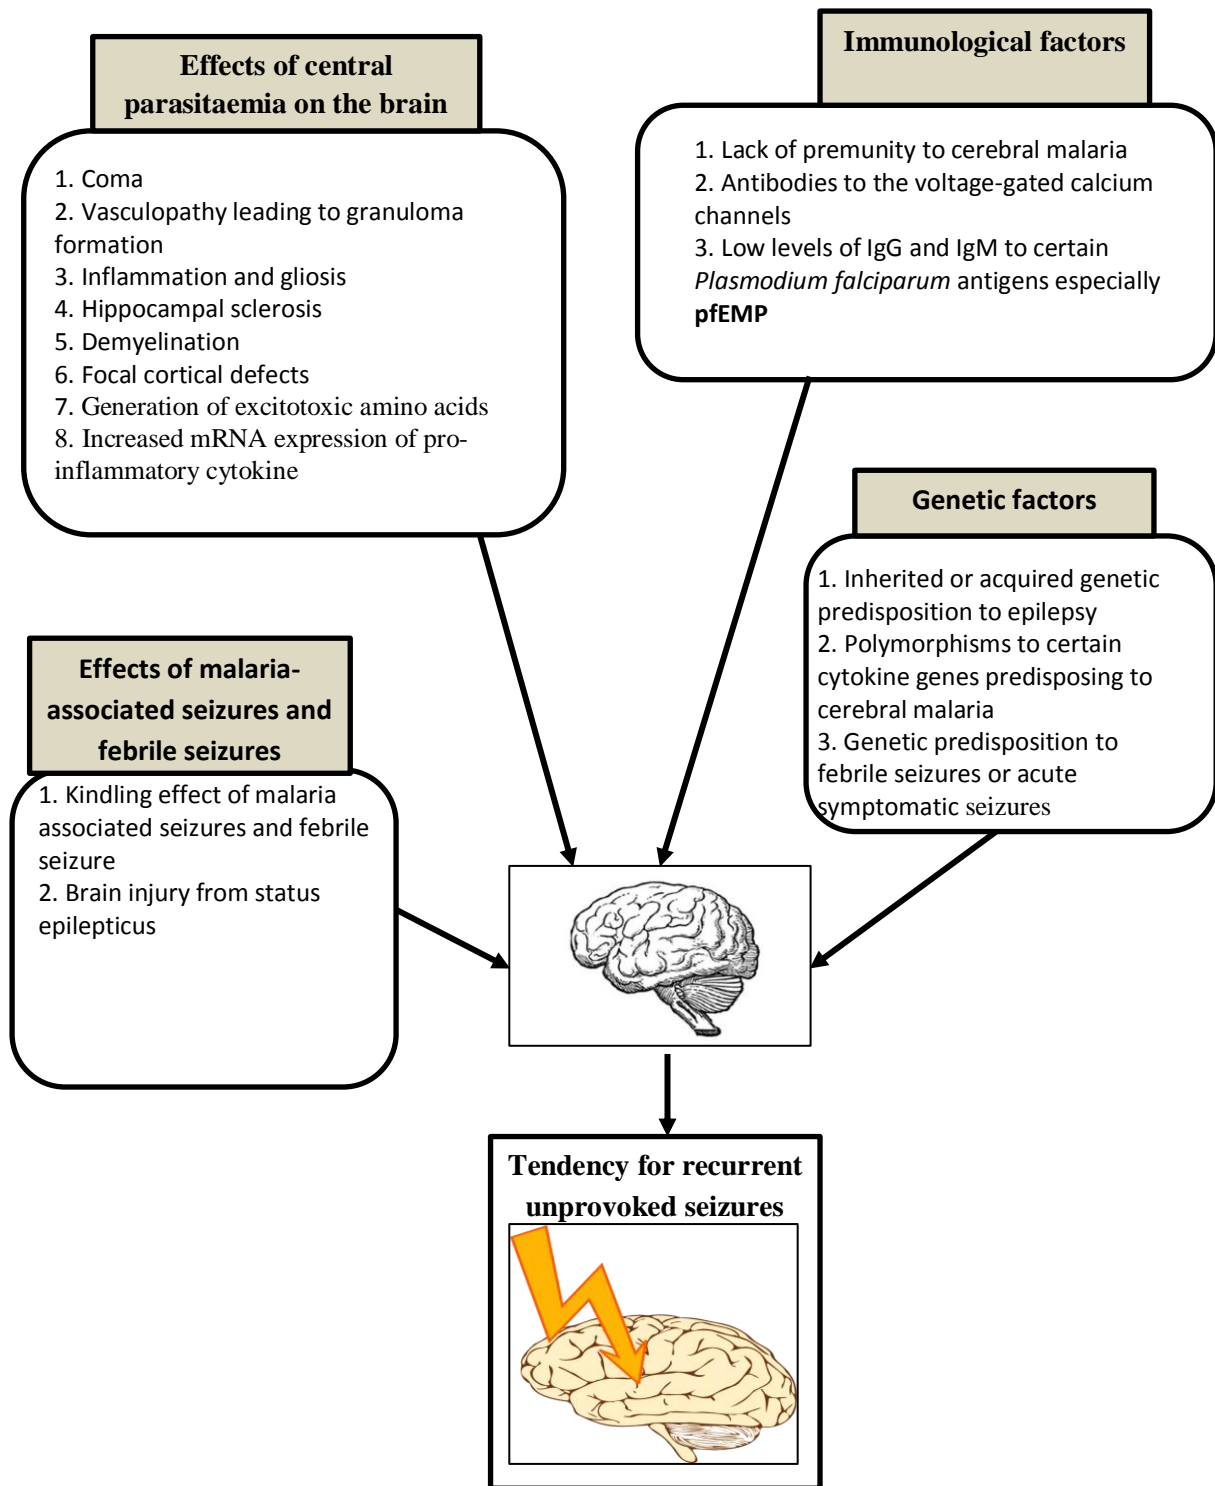 Effects of central
parasitaemia on the brain
1. Coma
2. Vasculopathy leading to granuloma
formation
3. Inflammation and gliosis
4. Hippocampal sclerosis
5. Demyelination
6. Focal cortical defects
7. Generation of excitotoxic amino acids
8. Increased mRNA expression of pro-
inflammatory cytokine
Immunological factors
1. Lack of premunity to cerebral malaria
2. Antibodies to the voltage-gated calcium
channels
3. Low levels of IgG and IgM to certain
Plasmodium falciparum antigens especially
pfEMP
Genetic factors
1. Inherited or acquired genetic
predisposition to epilepsy
2. Polymorphisms to certain
cytokine genes predisposing to
cerebral malaria
3. Genetic predisposition to
febrile seizures or acute
symptomatic seizures
Effects of malaria-
associated seizures and
febrile seizures
1. Kindling effect of malaria
associated seizures and febrile
seizure
2. Brain injury from status
epilepticus
Tendency for recurrent
unprovoked seizures